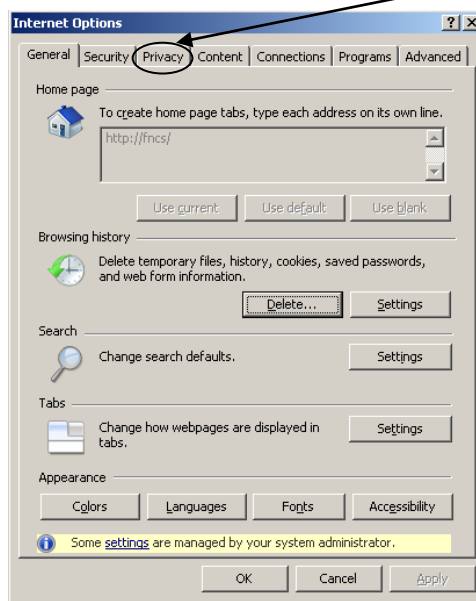 Internet Options
General Security Privacy Content Connections Programs Advanced
Home page
To create home page tabs, type each address on its own line.
http://fncs/
Use current Use default Use blank
Browsing history
Delete temporary files, history, cookies, saved passwords,
and web form information.
Delete... Settings
Search
Change search defaults.
Settings
Tabs
Change how webpages are displayed in
tabs.
Settings
Appearance
Colors Languages Fonts Accessibility
Some settings are managed by your system administrator.
OK Cancel Apply